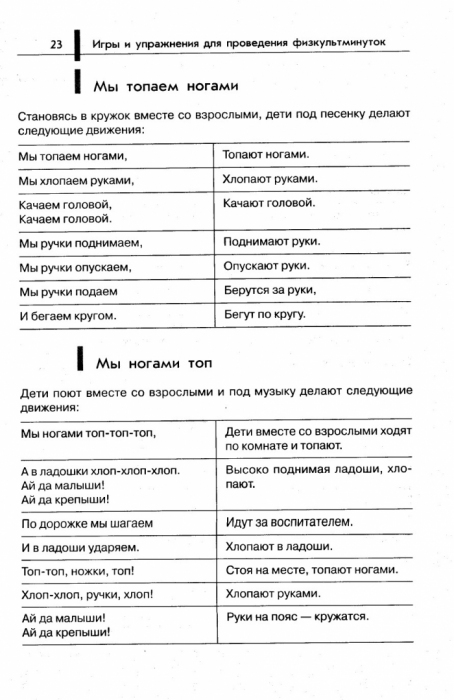 23 Игры и упражнения для проведения физкультминуток
Мы топаем ногами
Становясь в кружок вместе со взрослыми, дети под песенку делают
следующие движения:
Мы топаем ногами, Топают ногами.
Мы хлопаем руками, Хлопают руками.
Качаем головой, Качают головой.
Качаем головой.
Мы ручки поднимаем, Поднимают руки.
Мы ручки опускаем, Опускают руки.
Мы ручки подаем Берутся за руки,
И бегаем кругом. Бегут по кругу.
Мы ногами топ
Дети поют вместе со взрослыми и под музыку делают следующие
движения:
Мы ногами топ-топ-топ, Дети вместе со взрослыми ходят
по комнате и топают.
А в ладошки хлоп-хлоп-хлоп. Высоко поднимая ладоши, хло-
Ай да малыши! пают.
Ай да крепыши!
По дорожке мы шагаем Идут за воспитателем.
И в ладоши ударяем. Хлопают в ладоши.
Топ-топ, ножки, топ! Стоя на месте, топают ногами.
Хлоп-хлоп, ручки, хлоп! Хлопают руками.
Ай да малыши! Руки на пояс — кружатся.
Ай да крепыши!